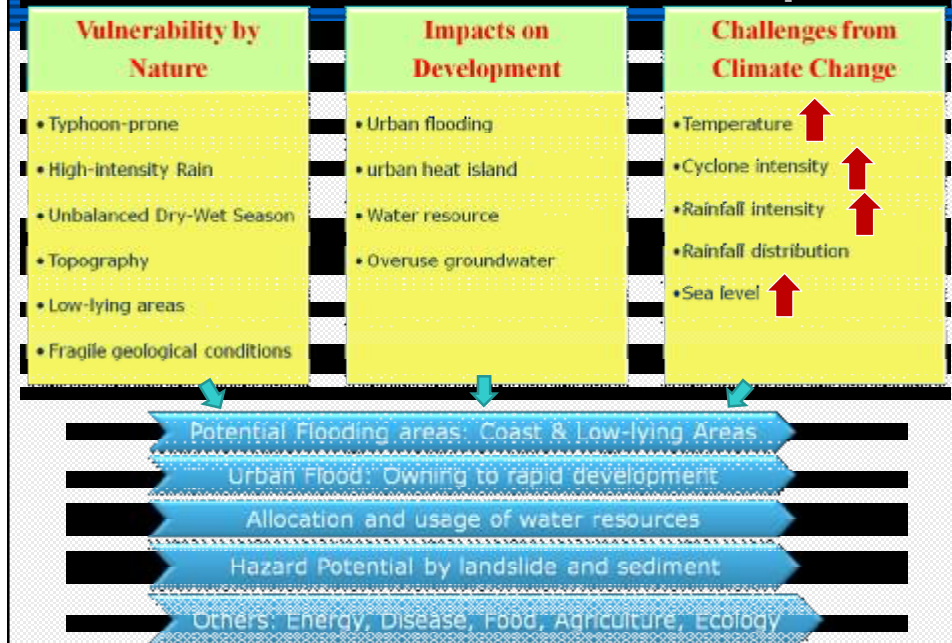 Vulnerability by
Nature
• Typhoon-prone
• High-intensity Rain
• Unbalanced Dry-Wet Season
• Topography
• Low-lying areas
• Fragile geological conditions
Impacts on
Development
• Urban flooding
• urban heat island
• Water resource
• Overuse groundwater
Challenges from
Climate Change
•Temperature
•Cyclone intensity
•Rainfall intensity
•Rainfall distribution
•Sea level
Potential Flooding areas: Coast & Low-lying Areas
Urban Flood: Owning to rapid development
Allocation and usage of water resources
Hazard Potential by landslide and sediment
Others: Energy, Disease, Food, Agriculture, Ecology